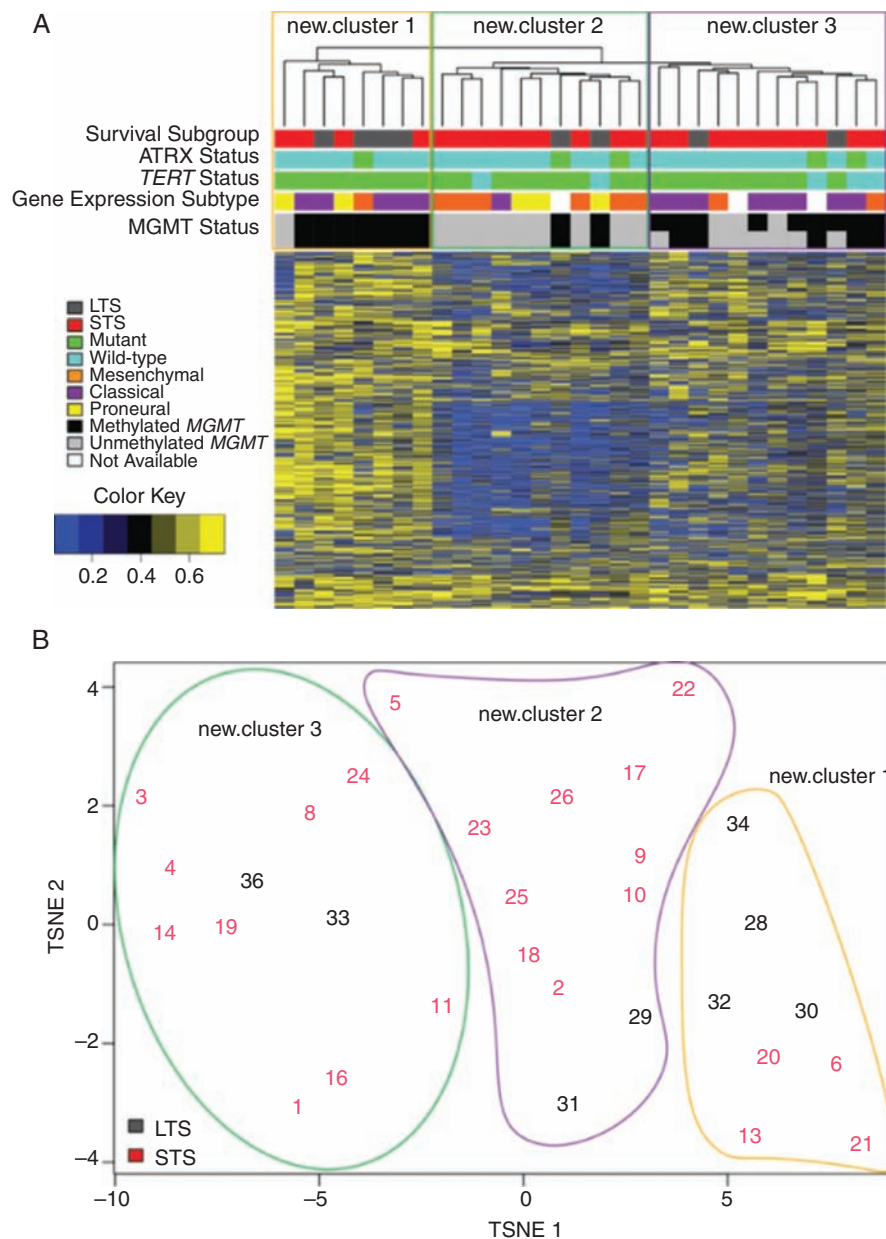 A
new.cluster 1
new.cluster 2
new.cluster 3
Survival Subgroup
ATRX Status
TERT Status
Gene Expression Subtype
MGMT Status
LTS
STS
Mutant
Wild-type
Mesenchymal
Classical
Proneural
Methylated MGMT
Unmethylated MGMT
Not Available
Color Key
0.2 0.4 0.6
B
4
2
0
−2
−4
TSNE 2
new.cluster 3
new.cluster 2
new.cluster 1
5
22
3
24
8
26
17
23
34
4
36
9
25
10
14
19
33
28
18
2
11
29
32
30
16
20
6
1
31
13
21
LTS
STS
−10 −5 0 5
TSNE 1